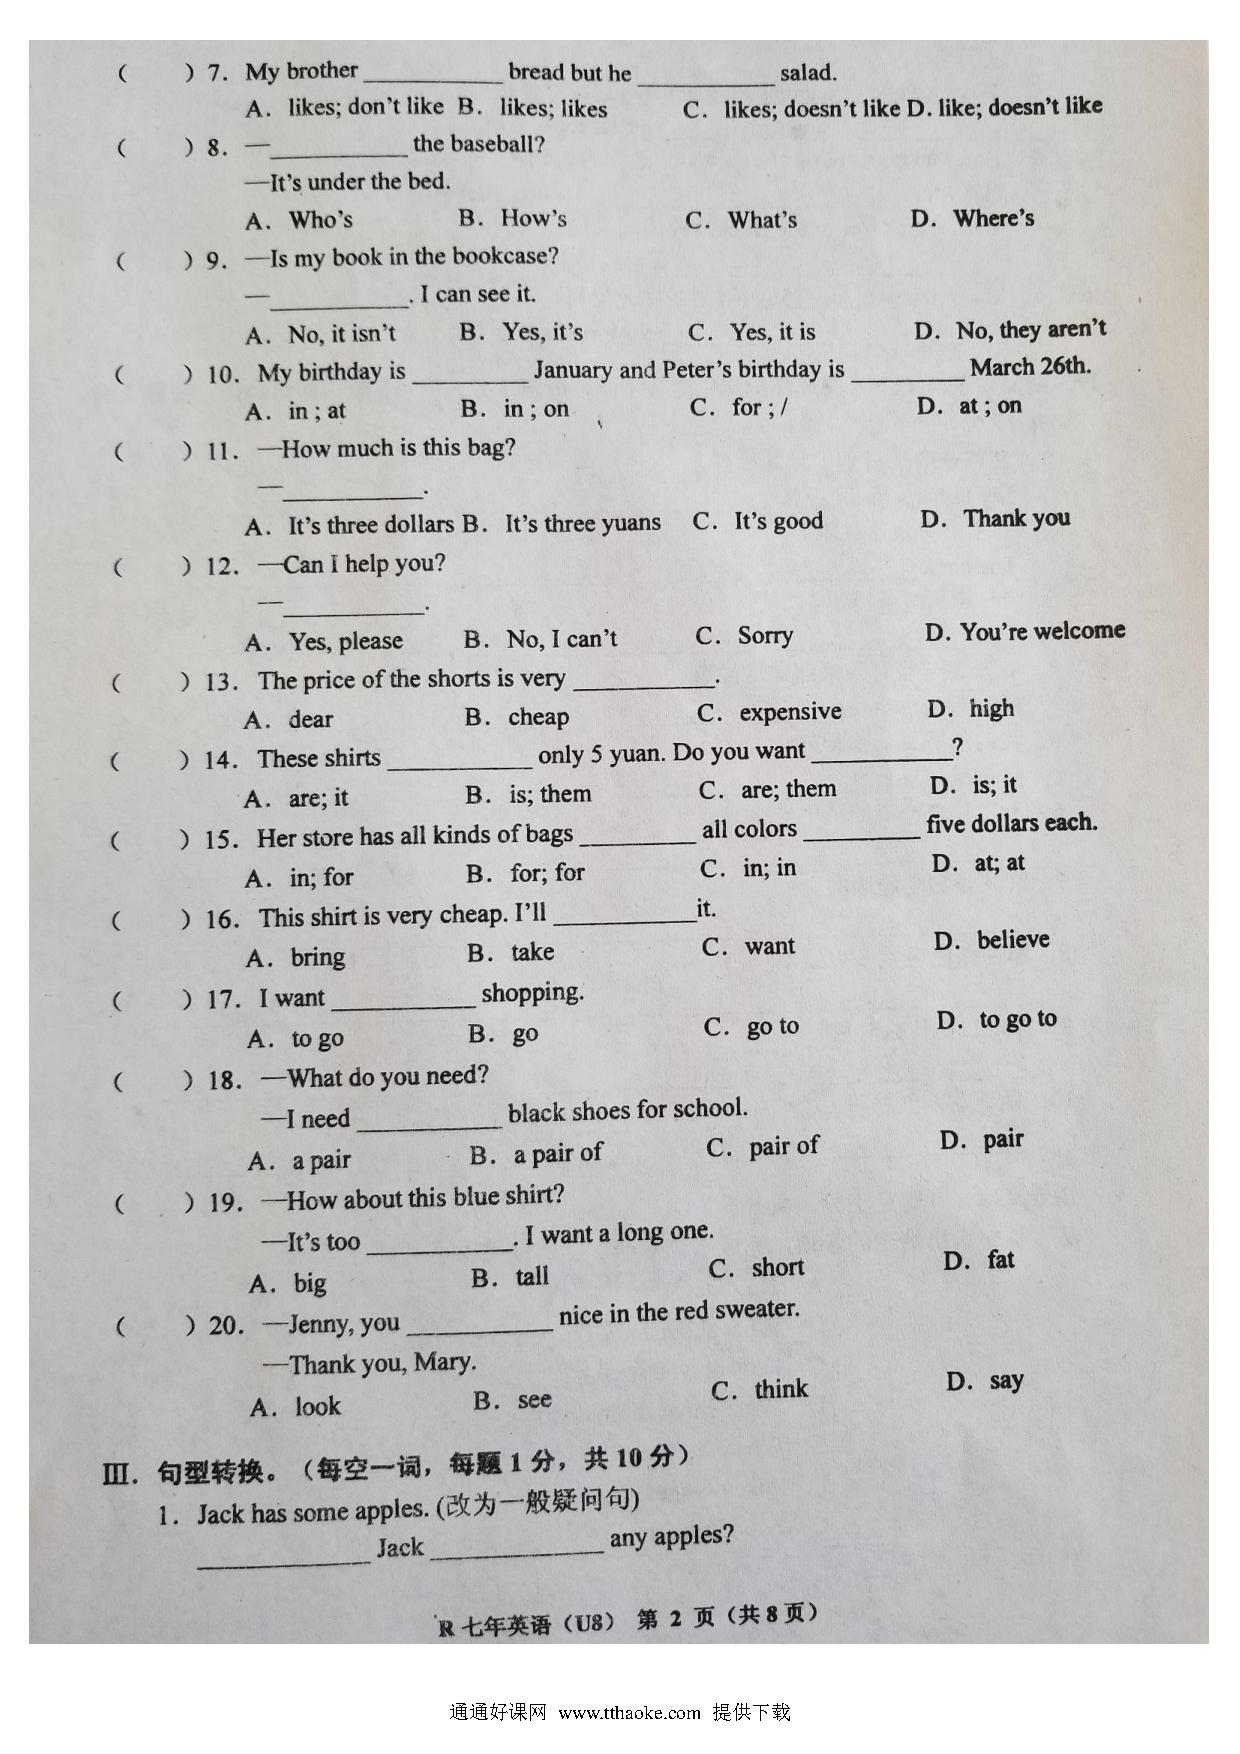 (  ) 7. My brother ____________ bread but he ____________ salad.
A. likes; don't like B. likes; likes C. likes; doesn't like D. like; doesn't like
(  ) 8. —____________ the baseball?
—It's under the bed.
A. Who's B. How's C. What's D. Where's
(  ) 9. —Is my book in the bookcase?
—____________. I can see it.
A. No, it isn't B. Yes, it's C. Yes, it is D. No, they aren't
(  ) 10. My birthday is __________ January and Peter's birthday is __________ March 26th.
A. in ; at B. in ; on C. for ; / D. at ; on
(  ) 11. —How much is this bag?
—____________.
A. It's three dollars B. It's three yuans C. It's good D. Thank you
(  ) 12. —Can I help you?
—____________.
A. Yes, please B. No, I can't C. Sorry D. You're welcome
(  ) 13. The price of the shorts is very ____________.
A. dear B. cheap C. expensive D. high
(  ) 14. These shirts ____________ only 5 yuan. Do you want ____________?
A. are; it B. is; them C. are; them D. is; it
(  ) 15. Her store has all kinds of bags __________ all colors __________ five dollars each.
A. in; for B. for; for C. in; in D. at; at
(  ) 16. This shirt is very cheap. I'll ____________it.
A. bring B. take C. want D. believe
(  ) 17. I want ____________ shopping.
A. to go B. go C. go to D. to go to
(  ) 18. —What do you need?
—I need ____________ black shoes for school.
A. a pair B. a pair of C. pair of D. pair
(  ) 19. —How about this blue shirt?
—It's too ____________. I want a long one.
A. big B. tall C. short D. fat
(  ) 20. —Jenny, you ____________ nice in the red sweater.
—Thank you, Mary.
A. look B. see C. think D. say
III. 句型转换。（每空一词，每题1分，共10分）
1. Jack has some apples. (改为一般疑问句)
______________ Jack ______________ any apples?
R 七年英语（U8） 第 2 页（共8页）
通通好课网 www.tthaoke.com 提供下载